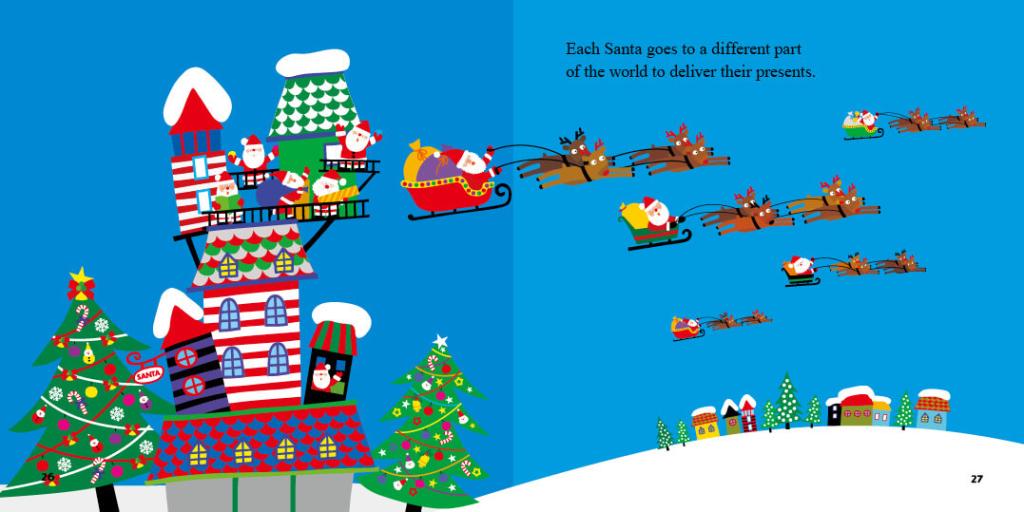 Each Santa goes to a different part
of the world to deliver their presents.
SANTA
26
27